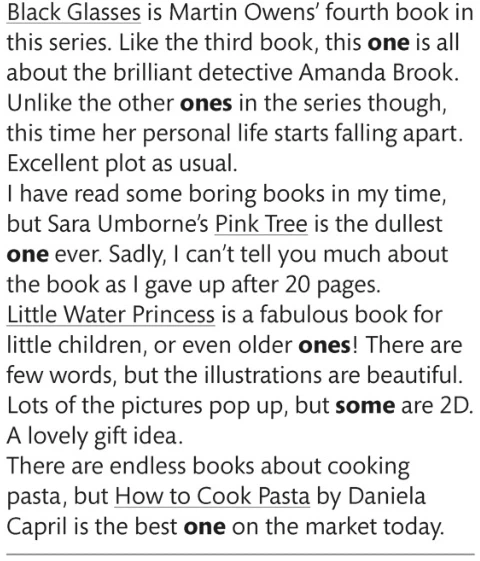 Black Glasses is Martin Owens’ fourth book in
this series. Like the third book, this one is all
about the brilliant detective Amanda Brook.
Unlike the other ones in the series though,
this time her personal life starts falling apart.
Excellent plot as usual.
I have read some boring books in my time,
but Sara Umborne’s Pink Tree is the dullest
one ever. Sadly, I can’t tell you much about
the book as I gave up after 20 pages.
Little Water Princess is a fabulous book for
little children, or even older ones! There are
few words, but the illustrations are beautiful.
Lots of the pictures pop up, but some are 2D.
A lovely gift idea.
There are endless books about cooking
pasta, but How to Cook Pasta by Daniela
Capril is the best one on the market today.